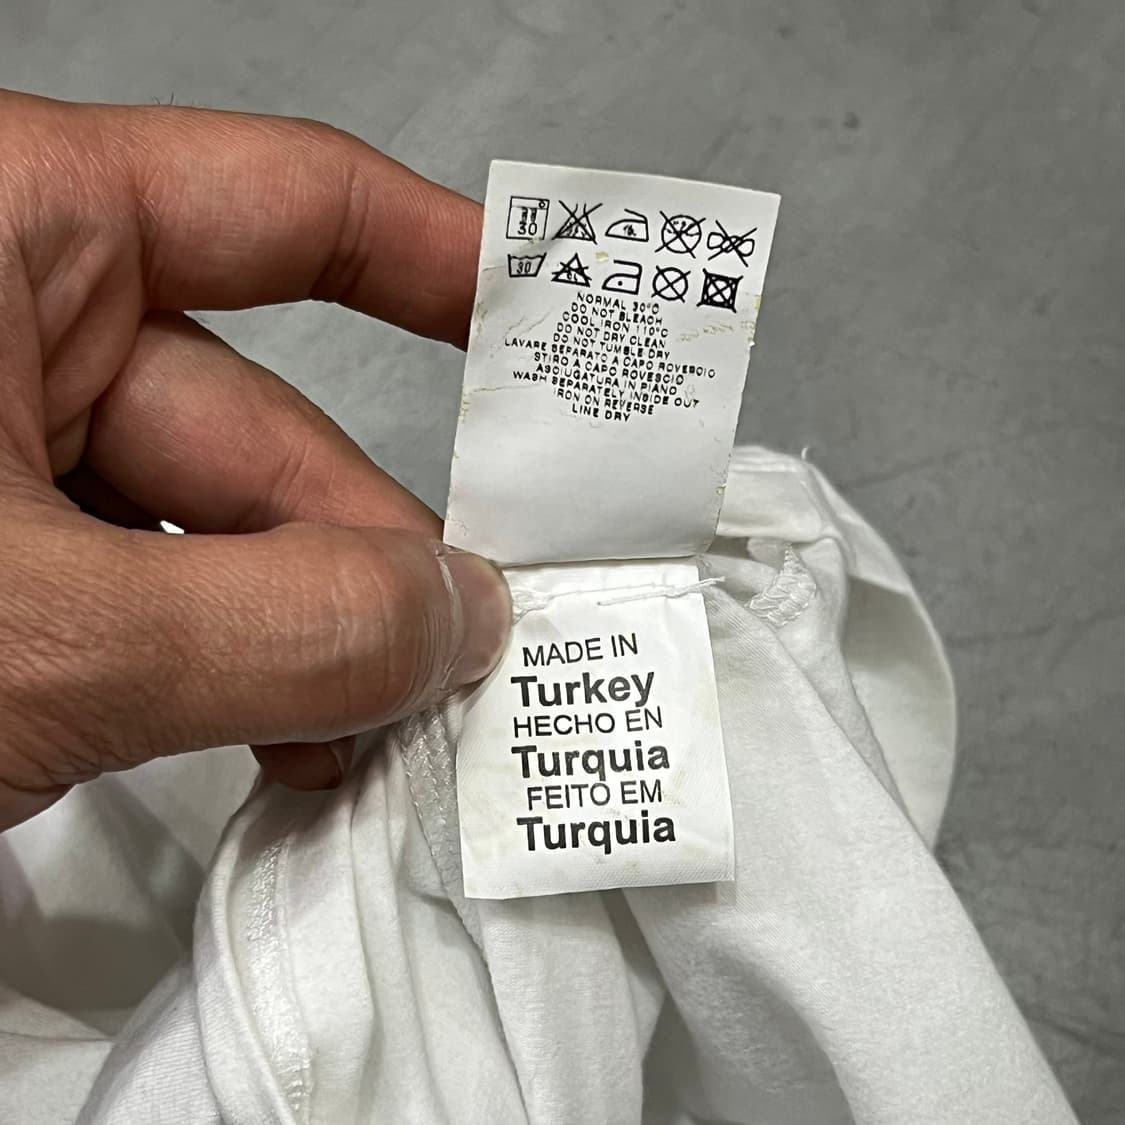 30
30
NORMAL 30°C
DO NOT BLEACH
COOL IRON 110°C
DO NOT DRY CLEAN
DO NOT TUMBLE DRY
LAVARE SEPARATO A CAPO ROVESCIO
STIRO A CAPO ROVESCIO
ASCIUGATURA IN PIANO
WASH SEPARATELY INSIDE OUT
IRON ON REVERSE
LINE DRY
MADE IN
Turkey
HECHO EN
Turquia
FEITO EM
Turquia